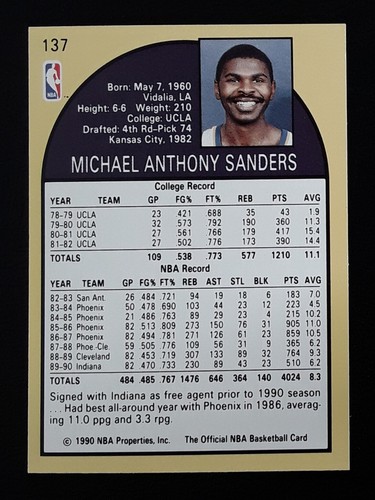 137
NBA
Born: May 7, 1960
Vidalia, LA
Height: 6-6 Weight: 210
College: UCLA
Drafted: 4th Rd-Pick 74
Kansas City, 1982
MICHAEL ANTHONY SANDERS
College Record
YEAR TEAM GP FG% FT% REB PTS AVG
78-79 UCLA 23 .421 .688 35 43 1.9
79-80 UCLA 32 .573 .792 190 360 11.3
80-81 UCLA 27 .561 .766 179 417 15.4
81-82 UCLA 27 .502 .776 173 390 14.4
TOTALS 109 .538 .773 577 1210 11.1
NBA Record
YEAR TEAM GP FG% FT% REB AST STL BLK PTS AVG
82-83 San Ant. 26 .484 .721 94 19 18 6 183 7.0
83-84 Phoenix 50 .478 .690 103 44 23 12 223 4.5
84-85 Phoenix 21 .486 .763 89 29 23 4 215 10.2
85-86 Phoenix 82 .513 .809 273 150 76 31 905 11.0
86-87 Phoenix 82 .494 .781 271 126 61 23 859 10.5
87-88 Phoe.-Cle. 59 .505 .776 109 56 31 9 365 6.2
88-89 Cleveland 82 .453 .719 307 133 89 32 764 9.3
89-90 Indiana 82 .470 .733 230 89 43 23 510 6.2
TOTALS 484 .485 .767 1476 646 364 140 4024 8.3
Signed with Indiana as free agent prior to 1990 season
... Had best all-around year with Phoenix in 1986, averag-
ing 11.0 ppg and 3.3 rpg.
© 1990 NBA Properties, Inc. The Official NBA Basketball Card